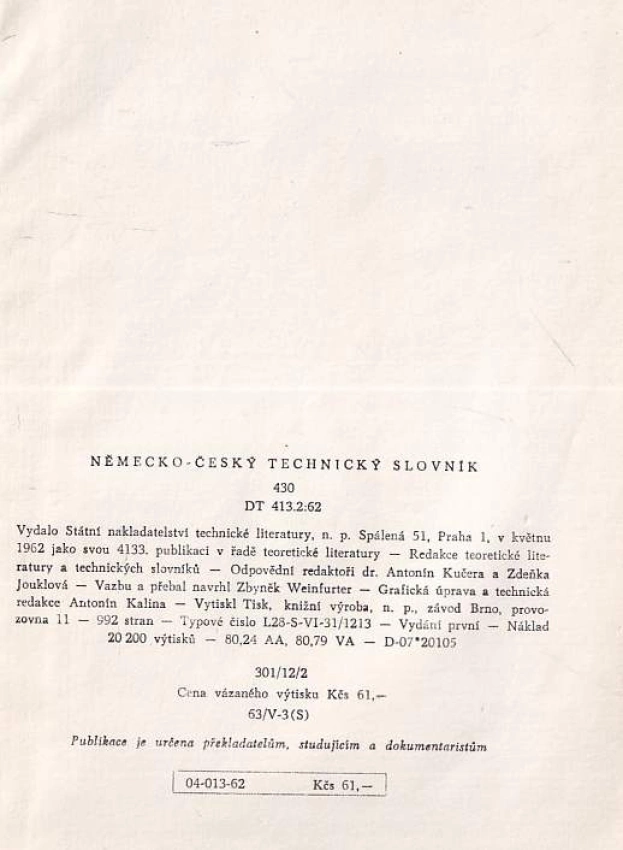 NĚMECKO-ČESKÝ TECHNICKÝ SLOVNÍK
430
DT 413.2:62
Vydalo Státní nakladatelství technické literatury, n. p. Spálená 51, Praha 1, v květnu
1962 jako svou 4133. publikaci v řadě teoretické literatury — Redakce teoretické lite-
ratury a technických slovníků — Odpovědní redaktoři dr. Antonín Kučera a Zdeňka
Jouklová — Vazbu a přebal navrhl Zbyněk Weinfurter — Grafická úprava a technická
redakce Antonín Kalina — Vytiskl Tisk, knižní výroba, n. p., závod Brno, provo-
zovna 11 — 992 stran — Typové číslo L28-S-VI-31/1213 — Vydání první — Náklad
20 200 výtisků — 80,24 AA, 80,79 VA — D-07*20105
301/12/2
Cena vázaného výtisku Kčs 61,—
63/V-3 (S)
Publikace je určena překladatelům, studujícím a dokumentaristům
04-013-62 Kčs 61,—